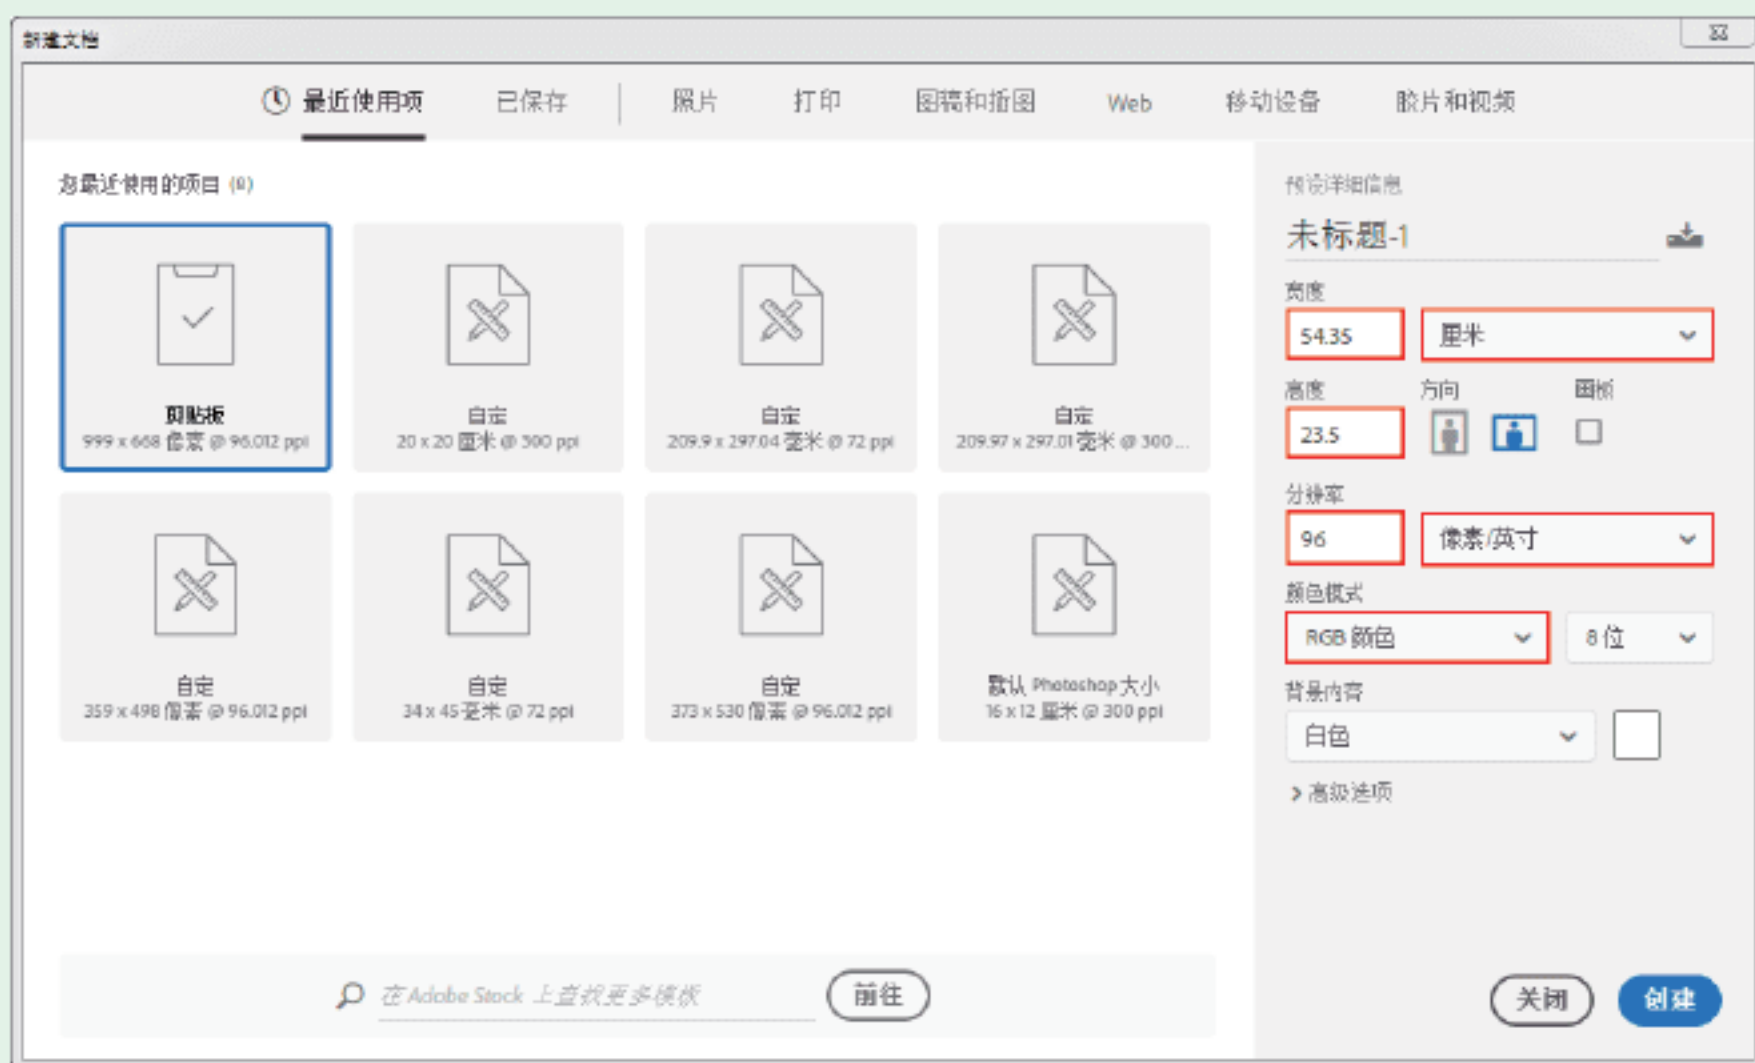 新建文档
最近使用项 已保存 照片 打印 图稿和插图 Web 移动设备 胶片和视频
您最近使用的项目 (8)
剪贴板
999 x 668 像素 @ 96.012 ppi
自定
20 x 20 厘米 @ 300 ppi
自定
209.9 x 297.04 毫米 @ 72 ppi
自定
209.97 x 297.01 毫米 @ 300 ...
自定
359 x 498 像素 @ 96.012 ppi
自定
34 x 45 毫米 @ 72 ppi
自定
373 x 530 像素 @ 96.012 ppi
默认 Photoshop 大小
16 x 12 厘米 @ 300 ppi
在 Adobe Stock 上查找更多模板
前往
预设详细信息
未标题-1
宽度
54.35 厘米
高度 方向 画板
23.5
分辨率
96 像素/英寸
颜色模式
RGB 颜色 8 位
背景内容
白色
高级选项
关闭 创建